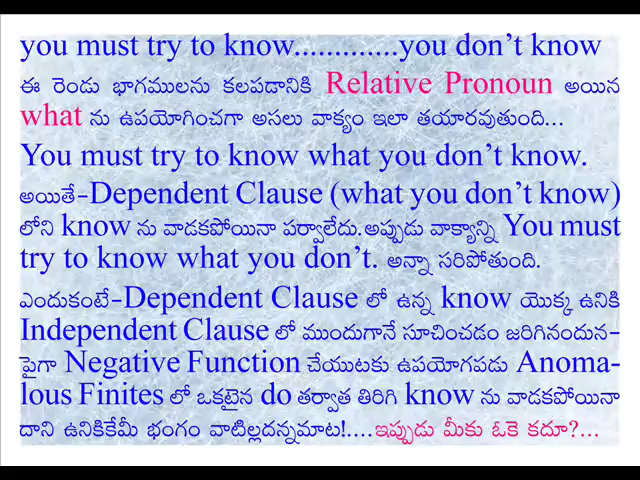 you must try to know.............you don’t know
ఈ రెండు భాగములను కలపడానికి Relative Pronoun అయిన
what ను ఉపయోగించగా అసలు వాక్యం ఇలా తయారవుతుంది...
You must try to know what you don’t know.
అయితే-Dependent Clause (what you don’t know)
లోని know ను వాడకపోయినా పర్వాలేదు.అప్పుడు వాక్యాన్ని You must
try to know what you don’t. అన్నా సరిపోతుంది.
ఎందుకంటే-Dependent Clause లో ఉన్న know యొక్క ఉనికి
Independent Clause లో ముందుగానే సూచించడం జరిగినందున-
పైగా Negative Function చేయుటకు ఉపయోగపడు Anoma-
lous Finites లో ఒకటైన do తర్వాత తిరిగి know ను వాడకపోయినా
దాని ఉనికికేమీ భంగం వాటిల్లదన్నమాట!....ఇప్పుడు మీకు ఓకె కదూ?...